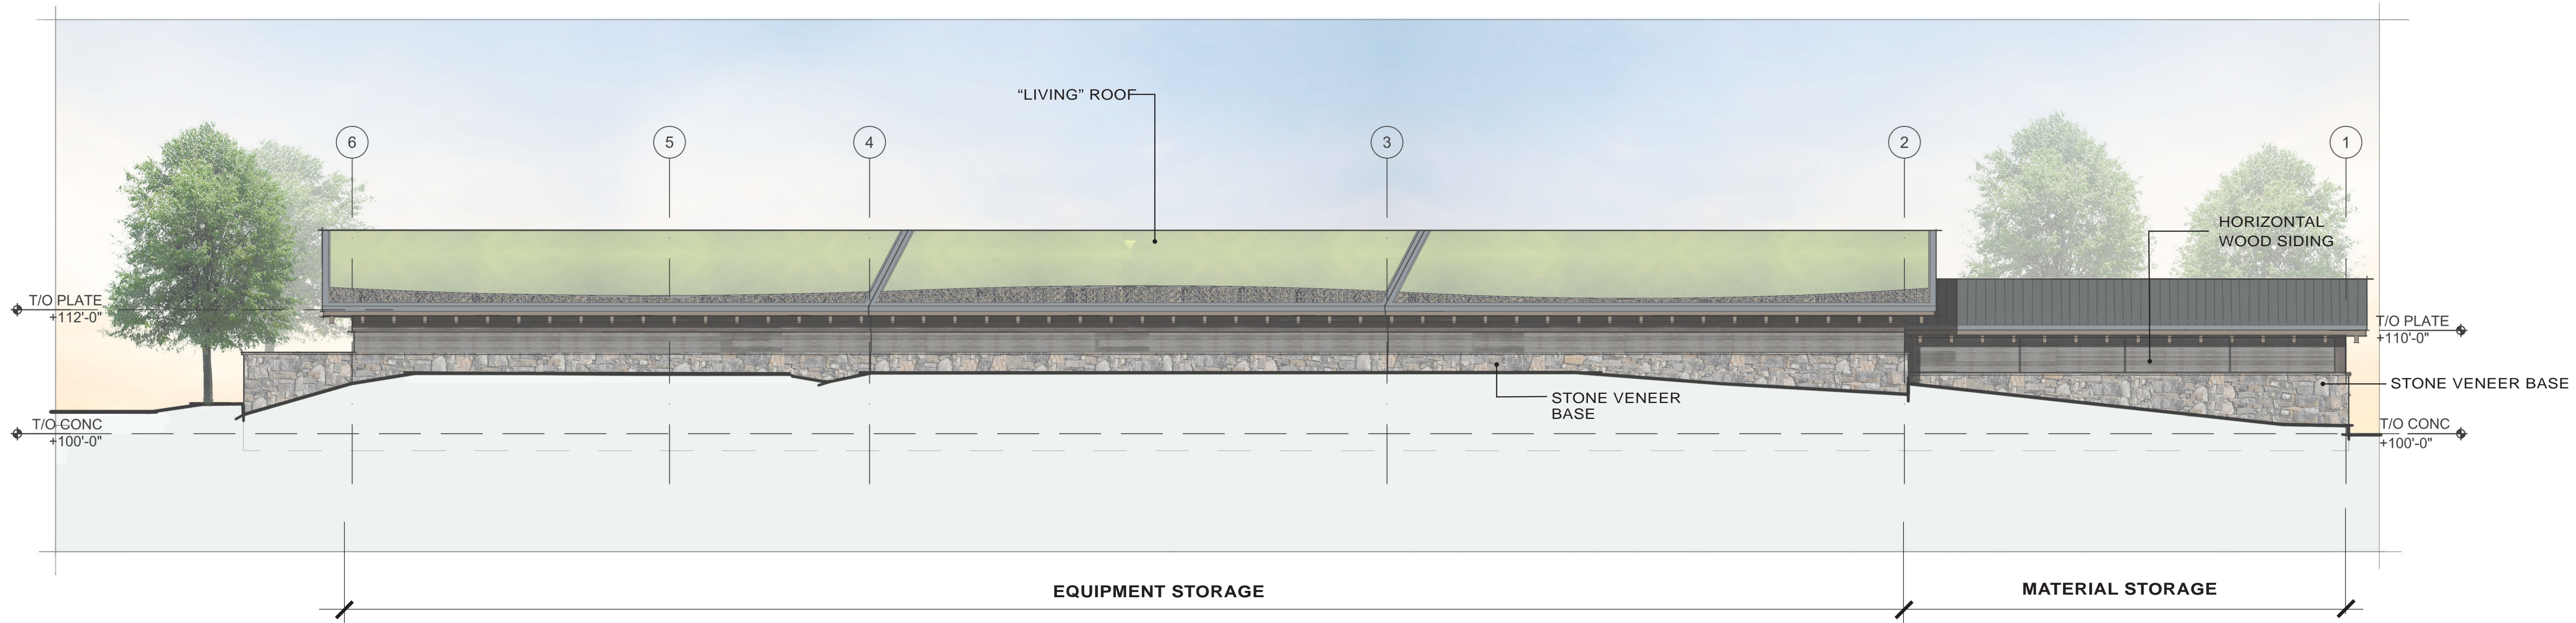 “LIVING” ROOF
6
5
4
3
2
1
HORIZONTAL
WOOD SIDING
T/O PLATE
+112'-0"
T/O PLATE
+110'-0"
STONE VENEER BASE
STONE VENEER
BASE
T/O CONC
+100'-0"
T/O CONC
+100'-0"
EQUIPMENT STORAGE
MATERIAL STORAGE